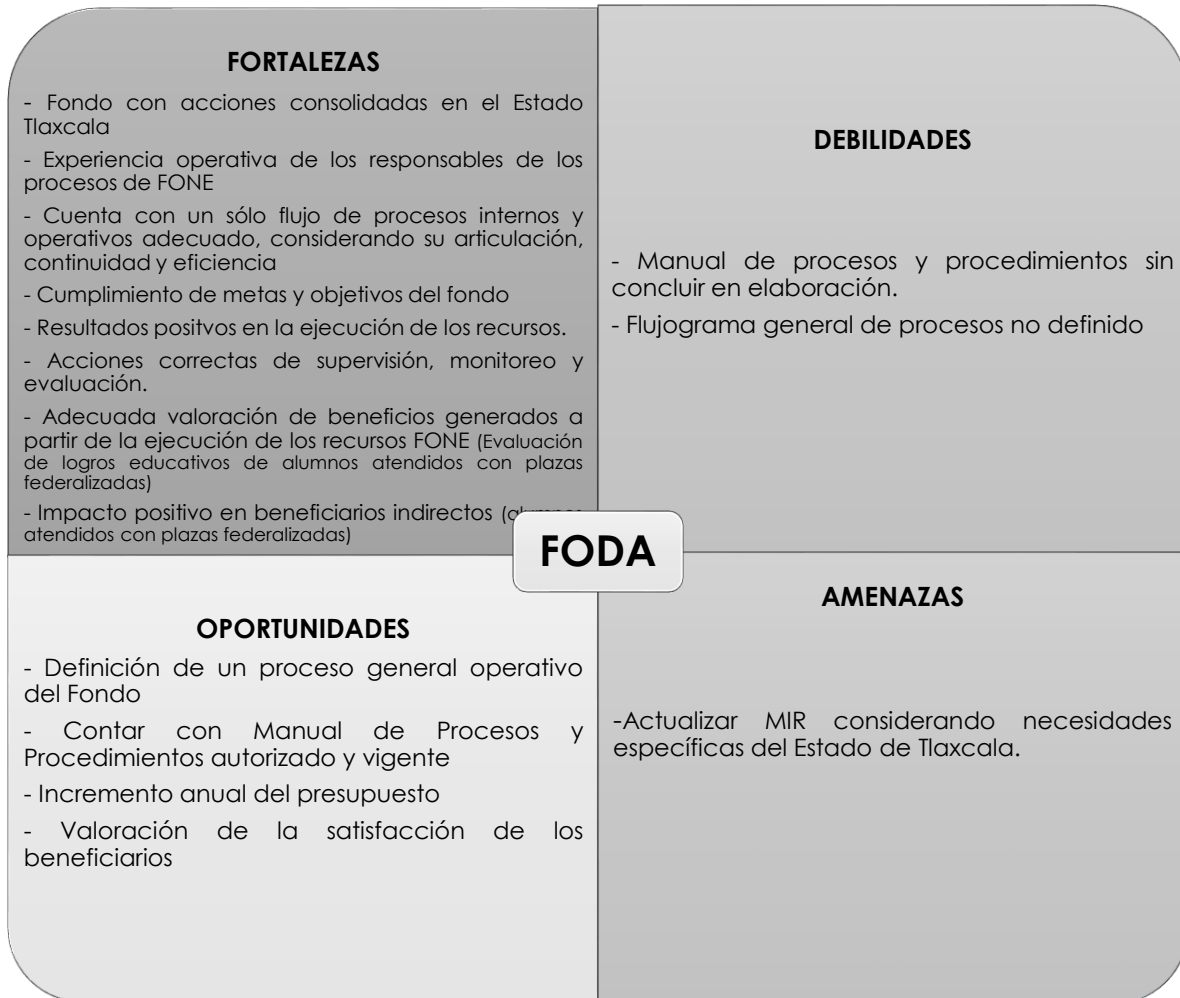 FORTALEZAS
- Fondo con acciones consolidadas en el Estado
Tlaxcala
- Experiencia operativa de los responsables de los
procesos de FONE
- Cuenta con un sólo flujo de procesos internos y
operativos adecuado, considerando su articulación,
continuidad y eficiencia
- Cumplimiento de metas y objetivos del fondo
- Resultados positvos en la ejecución de los recursos.
- Acciones correctas de supervisión, monitoreo y
evaluación.
- Adecuada valoración de beneficios generados a
partir de la ejecución de los recursos FONE (Evaluación
de logros educativos de alumnos atendidos con plazas
federalizadas)
- Impacto positivo en beneficiarios indirectos (alumnos
atendidos con plazas federalizadas)
DEBILIDADES
- Manual de procesos y procedimientos sin
concluir en elaboración.
- Flujograma general de procesos no definido
FODA
OPORTUNIDADES
- Definición de un proceso general operativo
del Fondo
- Contar con Manual de Procesos y
Procedimientos autorizado y vigente
- Incremento anual del presupuesto
- Valoración de la satisfacción de los
beneficiarios
AMENAZAS
-Actualizar MIR considerando necesidades
específicas del Estado de Tlaxcala.